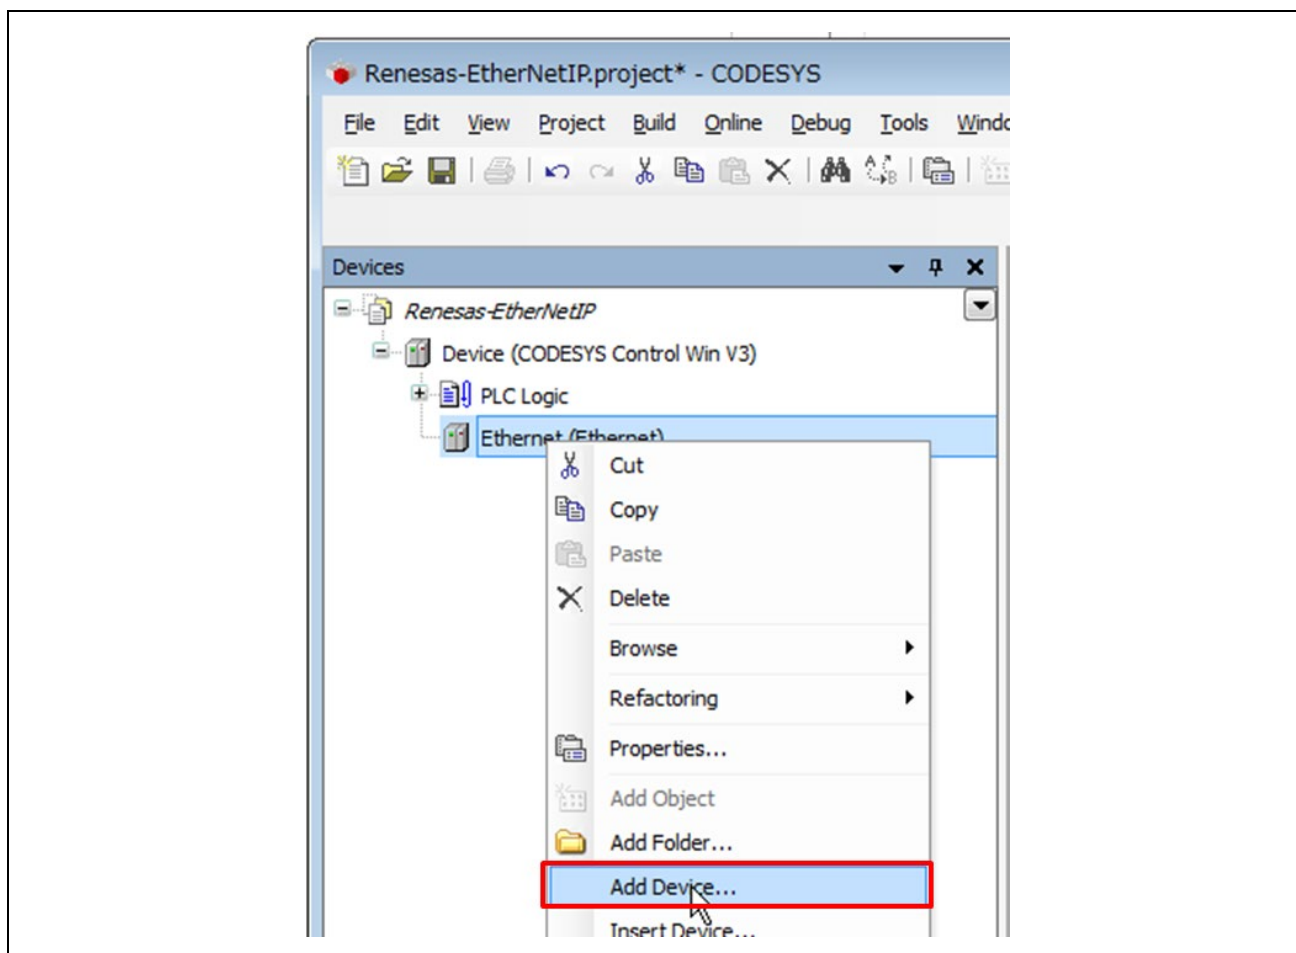 Renesas-EtherNetIP.project* - CODESYS
File Edit View Project Build Online Debug Tools
Devices
Renesas-EtherNetIP
Device (CODESYS Control Win V3)
PLC Logic
Ethernet (Ethernet)
Cut
Copy
Paste
Delete
Browse
Refactoring
Properties...
Add Object
Add Folder...
Add Device...
Insert Device...